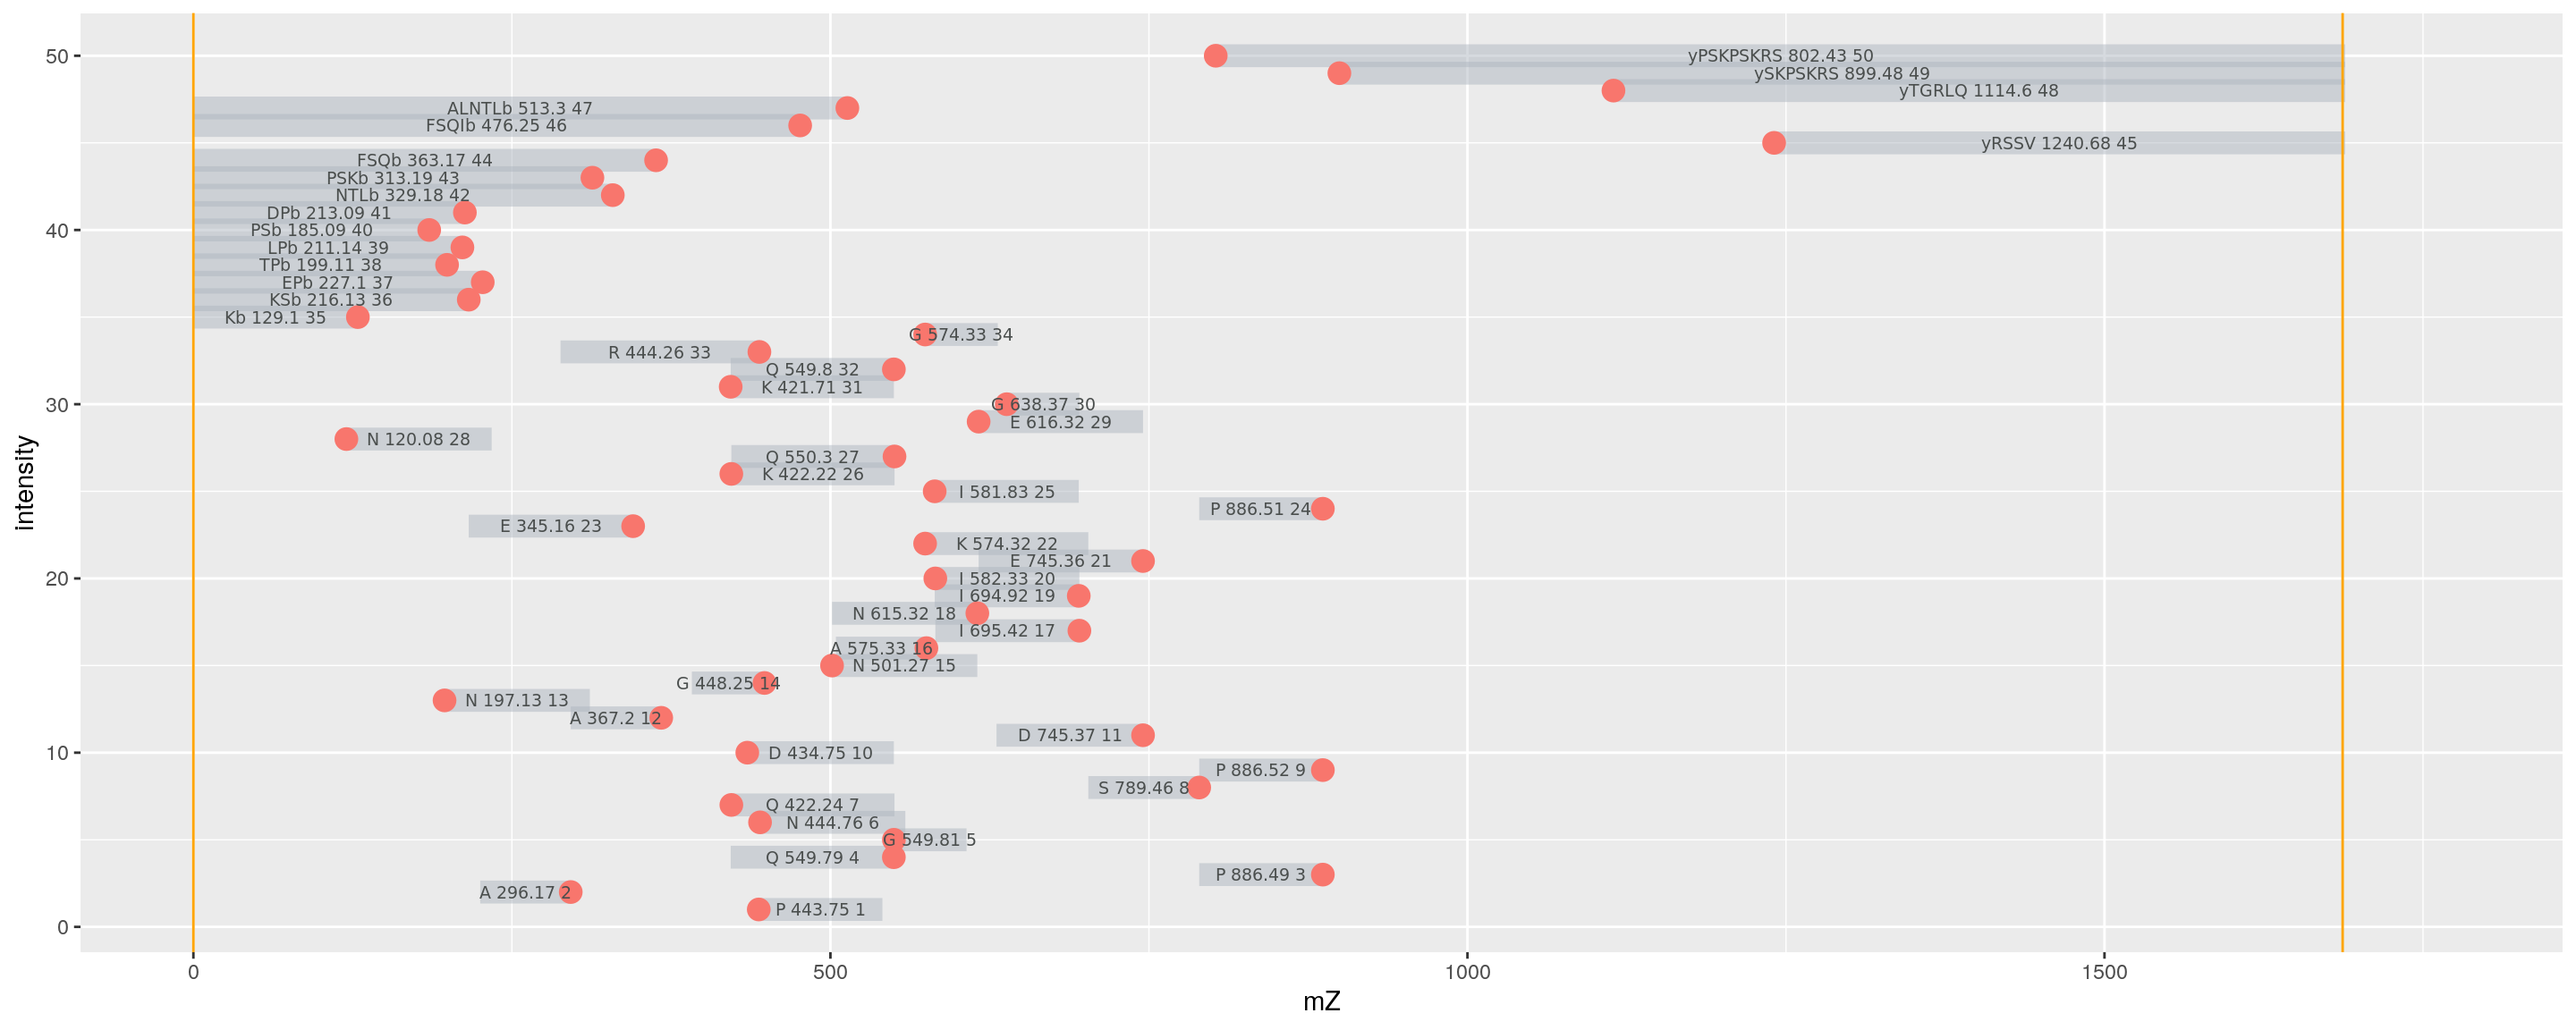 50
40
30
20
10
0
intensity
yPSKPSKRS 802.43 50
ySKPSKRS 899.48 49
yTGRLQ 1114.6 48
ALNTLb 513.3 47
FSQIb 476.25 46
yRSSV 1240.68 45
FSQb 363.17 44
PSKb 313.19 43
NTLb 329.18 42
DPb 213.09 41
PSb 185.09 40
LPb 211.14 39
TPb 199.11 38
EPb 227.1 37
KSb 216.13 36
Kb 129.1 35
G 574.33 34
R 444.26 33
Q 549.8 32
K 421.71 31
G 638.37 30
E 616.32 29
N 120.08 28
Q 550.3 27
K 422.22 26
I 581.83 25
P 886.51 24
E 345.16 23
K 574.32 22
E 745.36 21
I 582.33 20
I 694.92 19
N 615.32 18
I 695.42 17
A 575.33 16
N 501.27 15
G 448.25 14
N 197.13 13
A 367.2 12
D 745.37 11
D 434.75 10
P 886.52 9
S 789.46 8
Q 422.24 7
N 444.76 6
G 549.81 5
Q 549.79 4
P 886.49 3
A 296.17 2
P 443.75 1
0
500
1000
1500
mZ